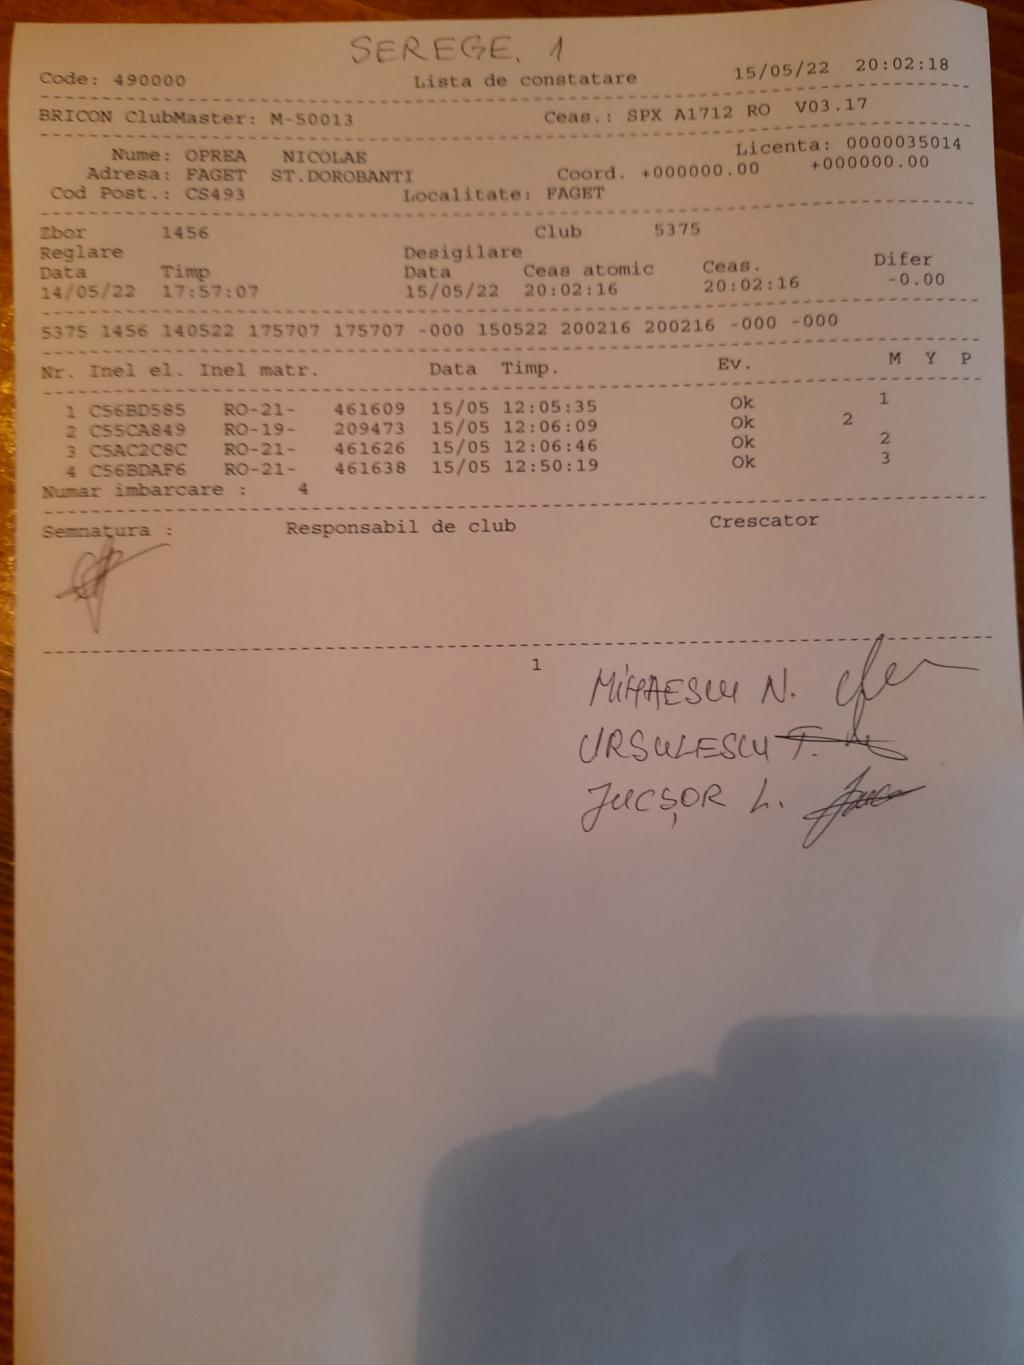 SEREGE. 1
Code: 490000 Lista de constatare 15/05/22 20:02:18
BRICON ClubMaster: M-50013 Ceas.: SPX A1712 RO V03.17
Nume: OPREA NICOLAE Licenta: 0000035014
Adresa: FAGET ST.DOROBANTI Coord. +000000.00 +000000.00
Cod Post.: CS493 Localitate: FAGET
Zbor 1456 Club 5375
Reglare Desigilare
Data Timp Data Ceas atomic Ceas. Difer
14/05/22 17:57:07 15/05/22 20:02:16 20:02:16 -0.00
5375 1456 140522 175707 175707 -000 150522 200216 200216 -000 -000
Nr. Inel el. Inel matr. Data Timp. Ev. M Y P
1 C56BD585 RO-21- 461609 15/05 12:05:35 Ok 1
2 C55CA849 RO-19- 209473 15/05 12:06:09 Ok 2
3 C5AC2C8C RO-21- 461626 15/05 12:06:46 Ok 2
4 C56BDAF6 RO-21- 461638 15/05 12:50:19 Ok 3
Numar imbarcare : 4
Semnatura : Responsabil de club Crescator
1
MIHAESCU N.
URSULESCU T.
JUCȘOR L.